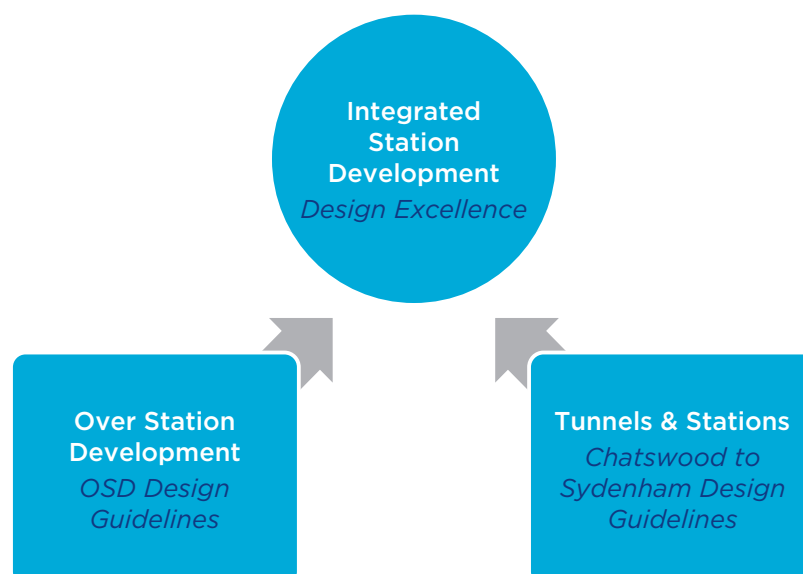 Integrated
Station
Development
Design Excellence
Over Station
Development
OSD Design
Guidelines
Tunnels & Stations
Chatswood to
Sydenham Design
Guidelines